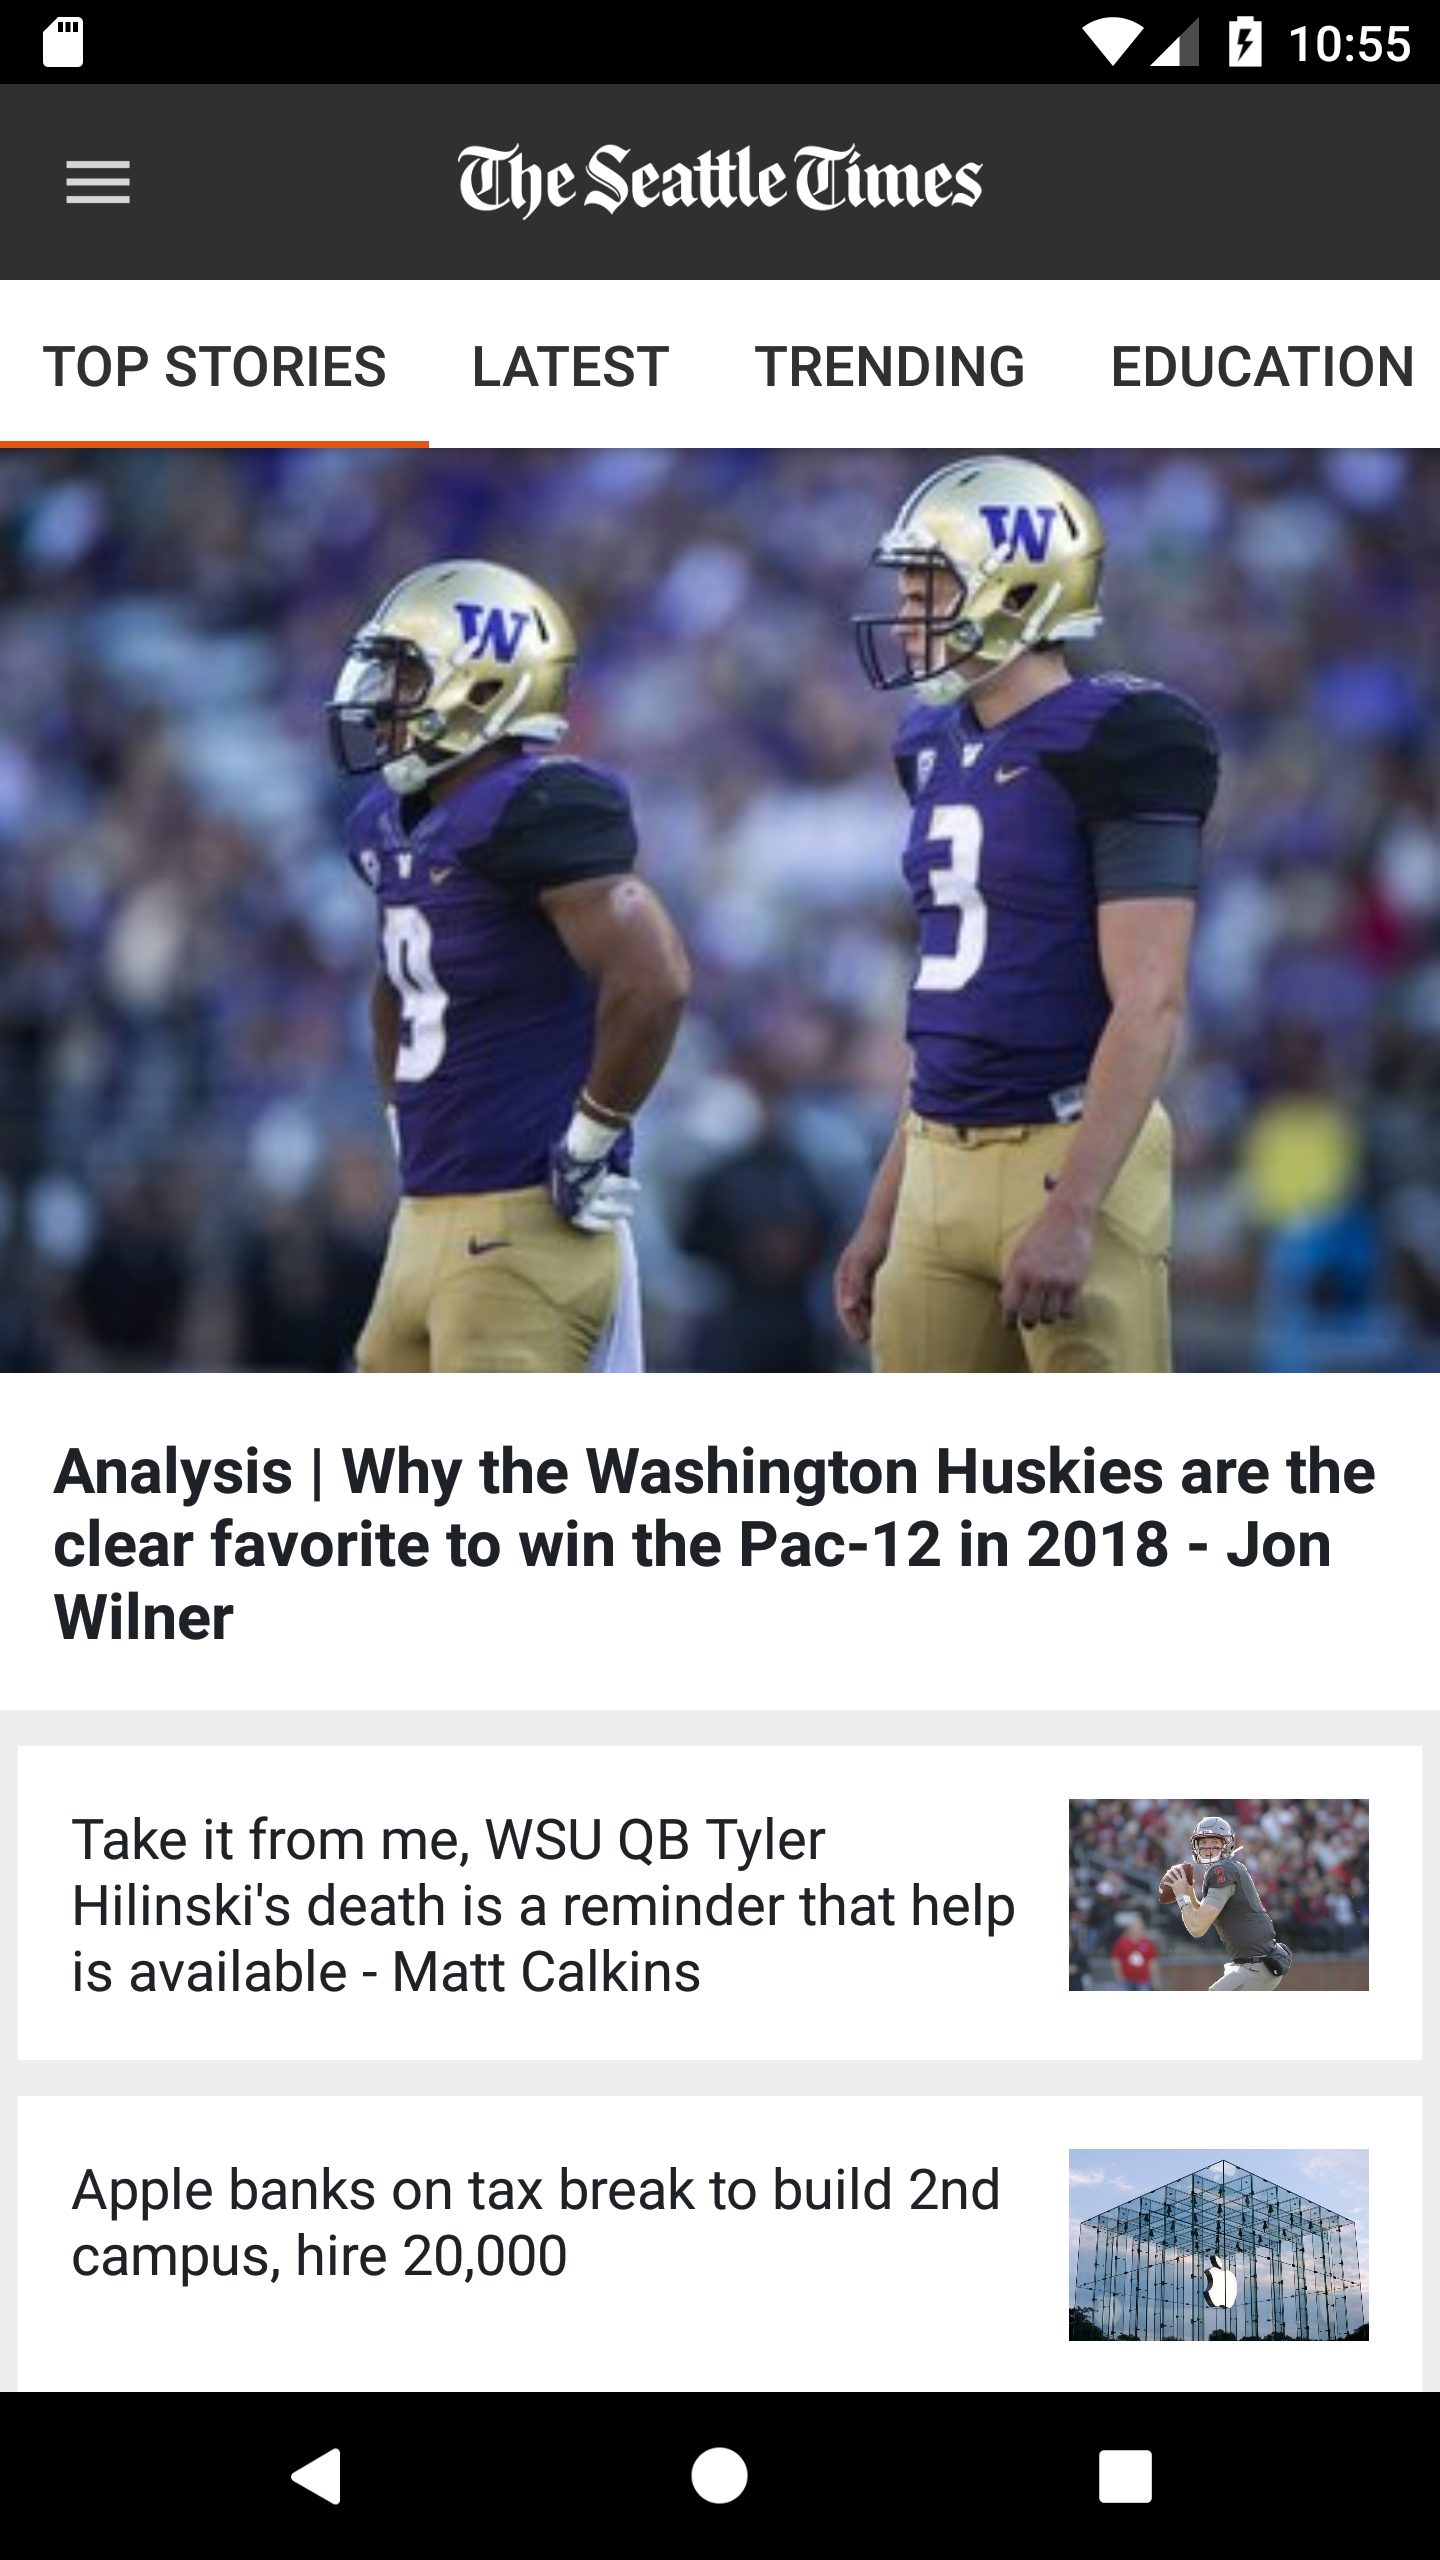 10:55
The Seattle Times
TOP STORIES LATEST TRENDING EDUCATION
W
W
3
9
Analysis | Why the Washington Huskies are the
clear favorite to win the Pac-12 in 2018 - Jon
Wilner
Take it from me, WSU QB Tyler
Hilinski's death is a reminder that help
is available - Matt Calkins
Apple banks on tax break to build 2nd
campus, hire 20,000